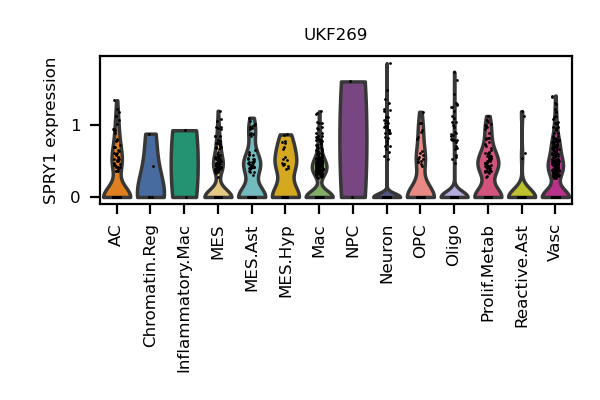 UKF269
SPRY1 expression
1
0
AC
Chromatin.Reg
Inflammatory.Mac
MES
MES.Ast
MES.Hyp
Mac
NPC
Neuron
OPC
Oligo
Prolif.Metab
Reactive.Ast
Vasc